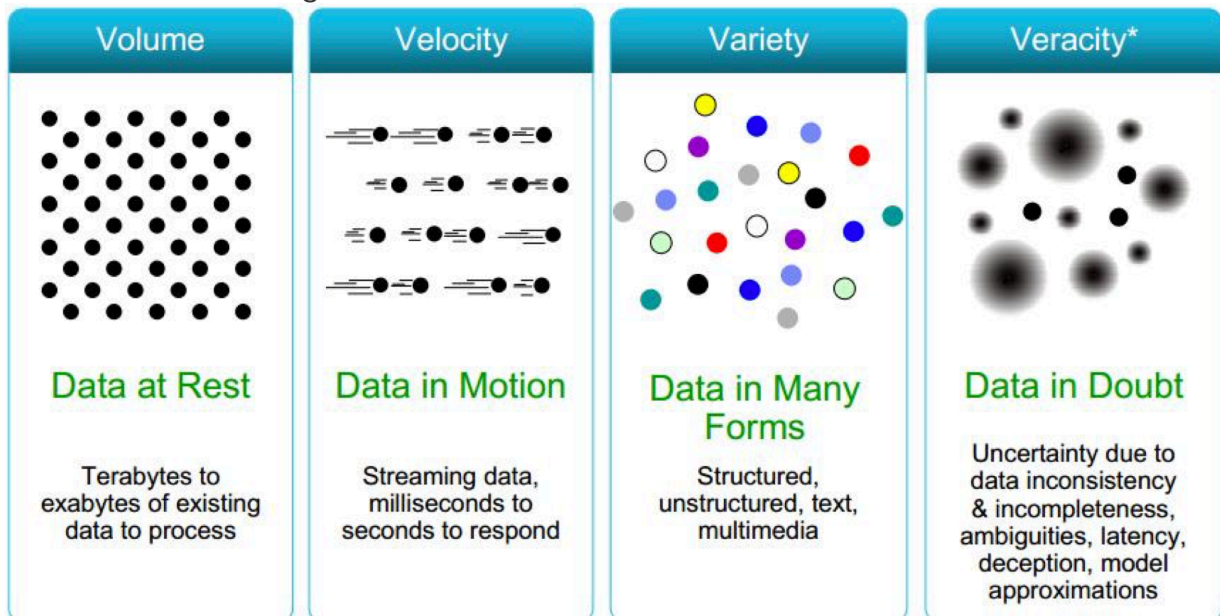 Volume
Data at Rest
Terabytes to
exabytes of existing
data to process
Velocity
Data in Motion
Streaming data,
milliseconds to
seconds to respond
Variety
Data in Many
Forms
Structured,
unstructured, text,
multimedia
Veracity*
Data in Doubt
Uncertainty due to
data inconsistency
& incompleteness,
ambiguities, latency,
deception, model
approximations